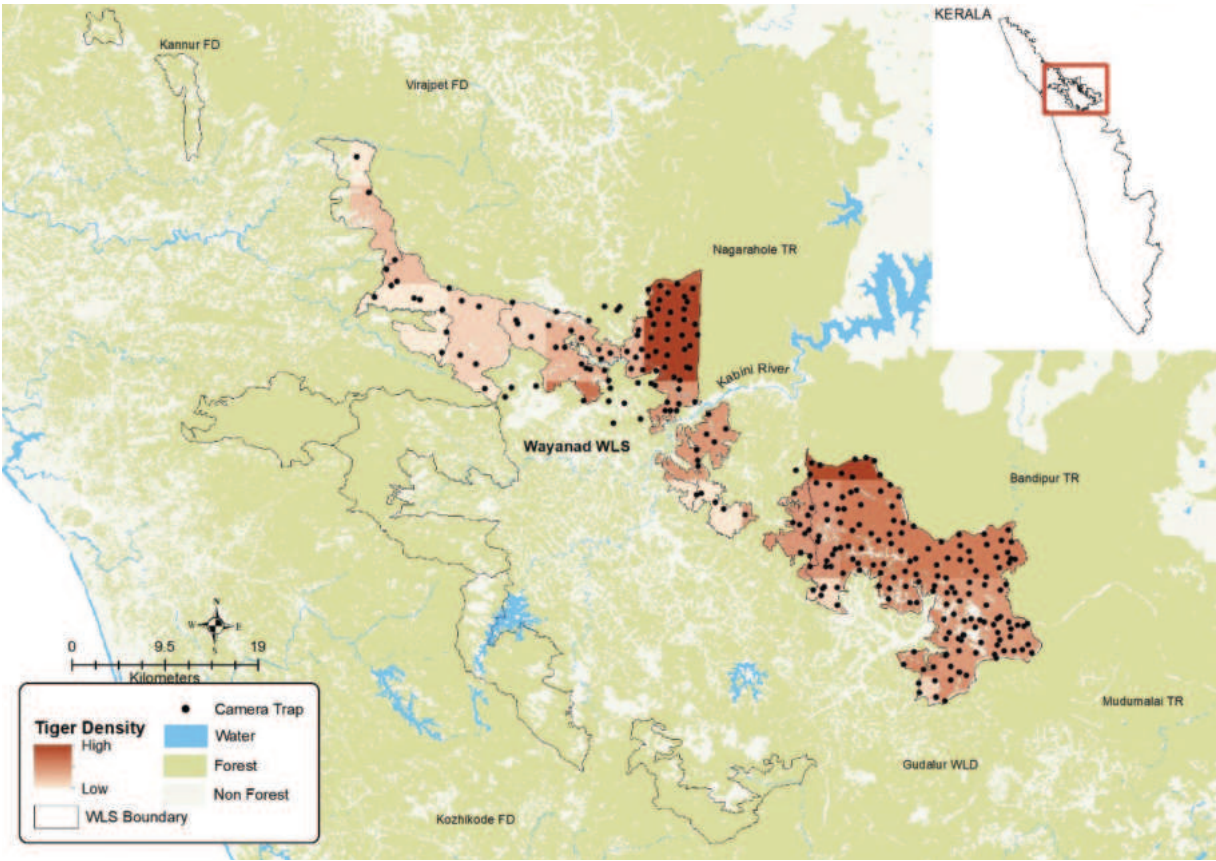 KERALA
Kannur FD
Virajpet FD
Nagarahole TR
Kabini River
Wayanad WLS
Bandipur TR
N
W
E
S
0 9.5 19
Kilometers
Mudumalai TR
Gudalur WLD
Kozhikode FD
Tiger Density
High
Low
WLS Boundary
Camera Trap
Water
Forest
Non Forest